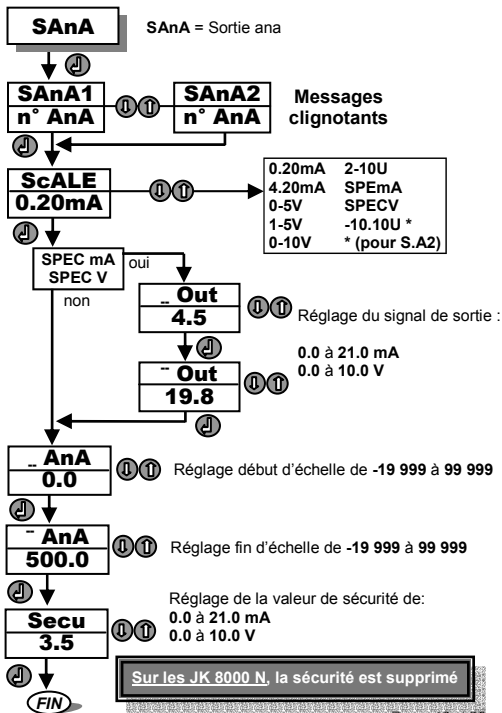 SAnA
SAnA = Sortie ana
SAnA1
n° AnA
SAnA2
n° AnA
Messages
clignotants
ScALE
0.20mA
0.20mA 2-10U
4.20mA SPEmA
0-5V SPECV
1-5V -10.10U *
0-10V * (pour S.A2)
SPEC mA
SPEC V
oui
non
_ Out
4.5
Réglage du signal de sortie :
0.0 à 21.0 mA
0.0 à 10.0 V
¯ Out
19.8
_ AnA
0.0
Réglage début d'échelle de -19 999 à 99 999
¯ AnA
500.0
Réglage fin d'échelle de -19 999 à 99 999
Secu
3.5
Réglage de la valeur de sécurité de:
0.0 à 21.0 mA
0.0 à 10.0 V
Sur les JK 8000 N, la sécurité est supprimé
FIN